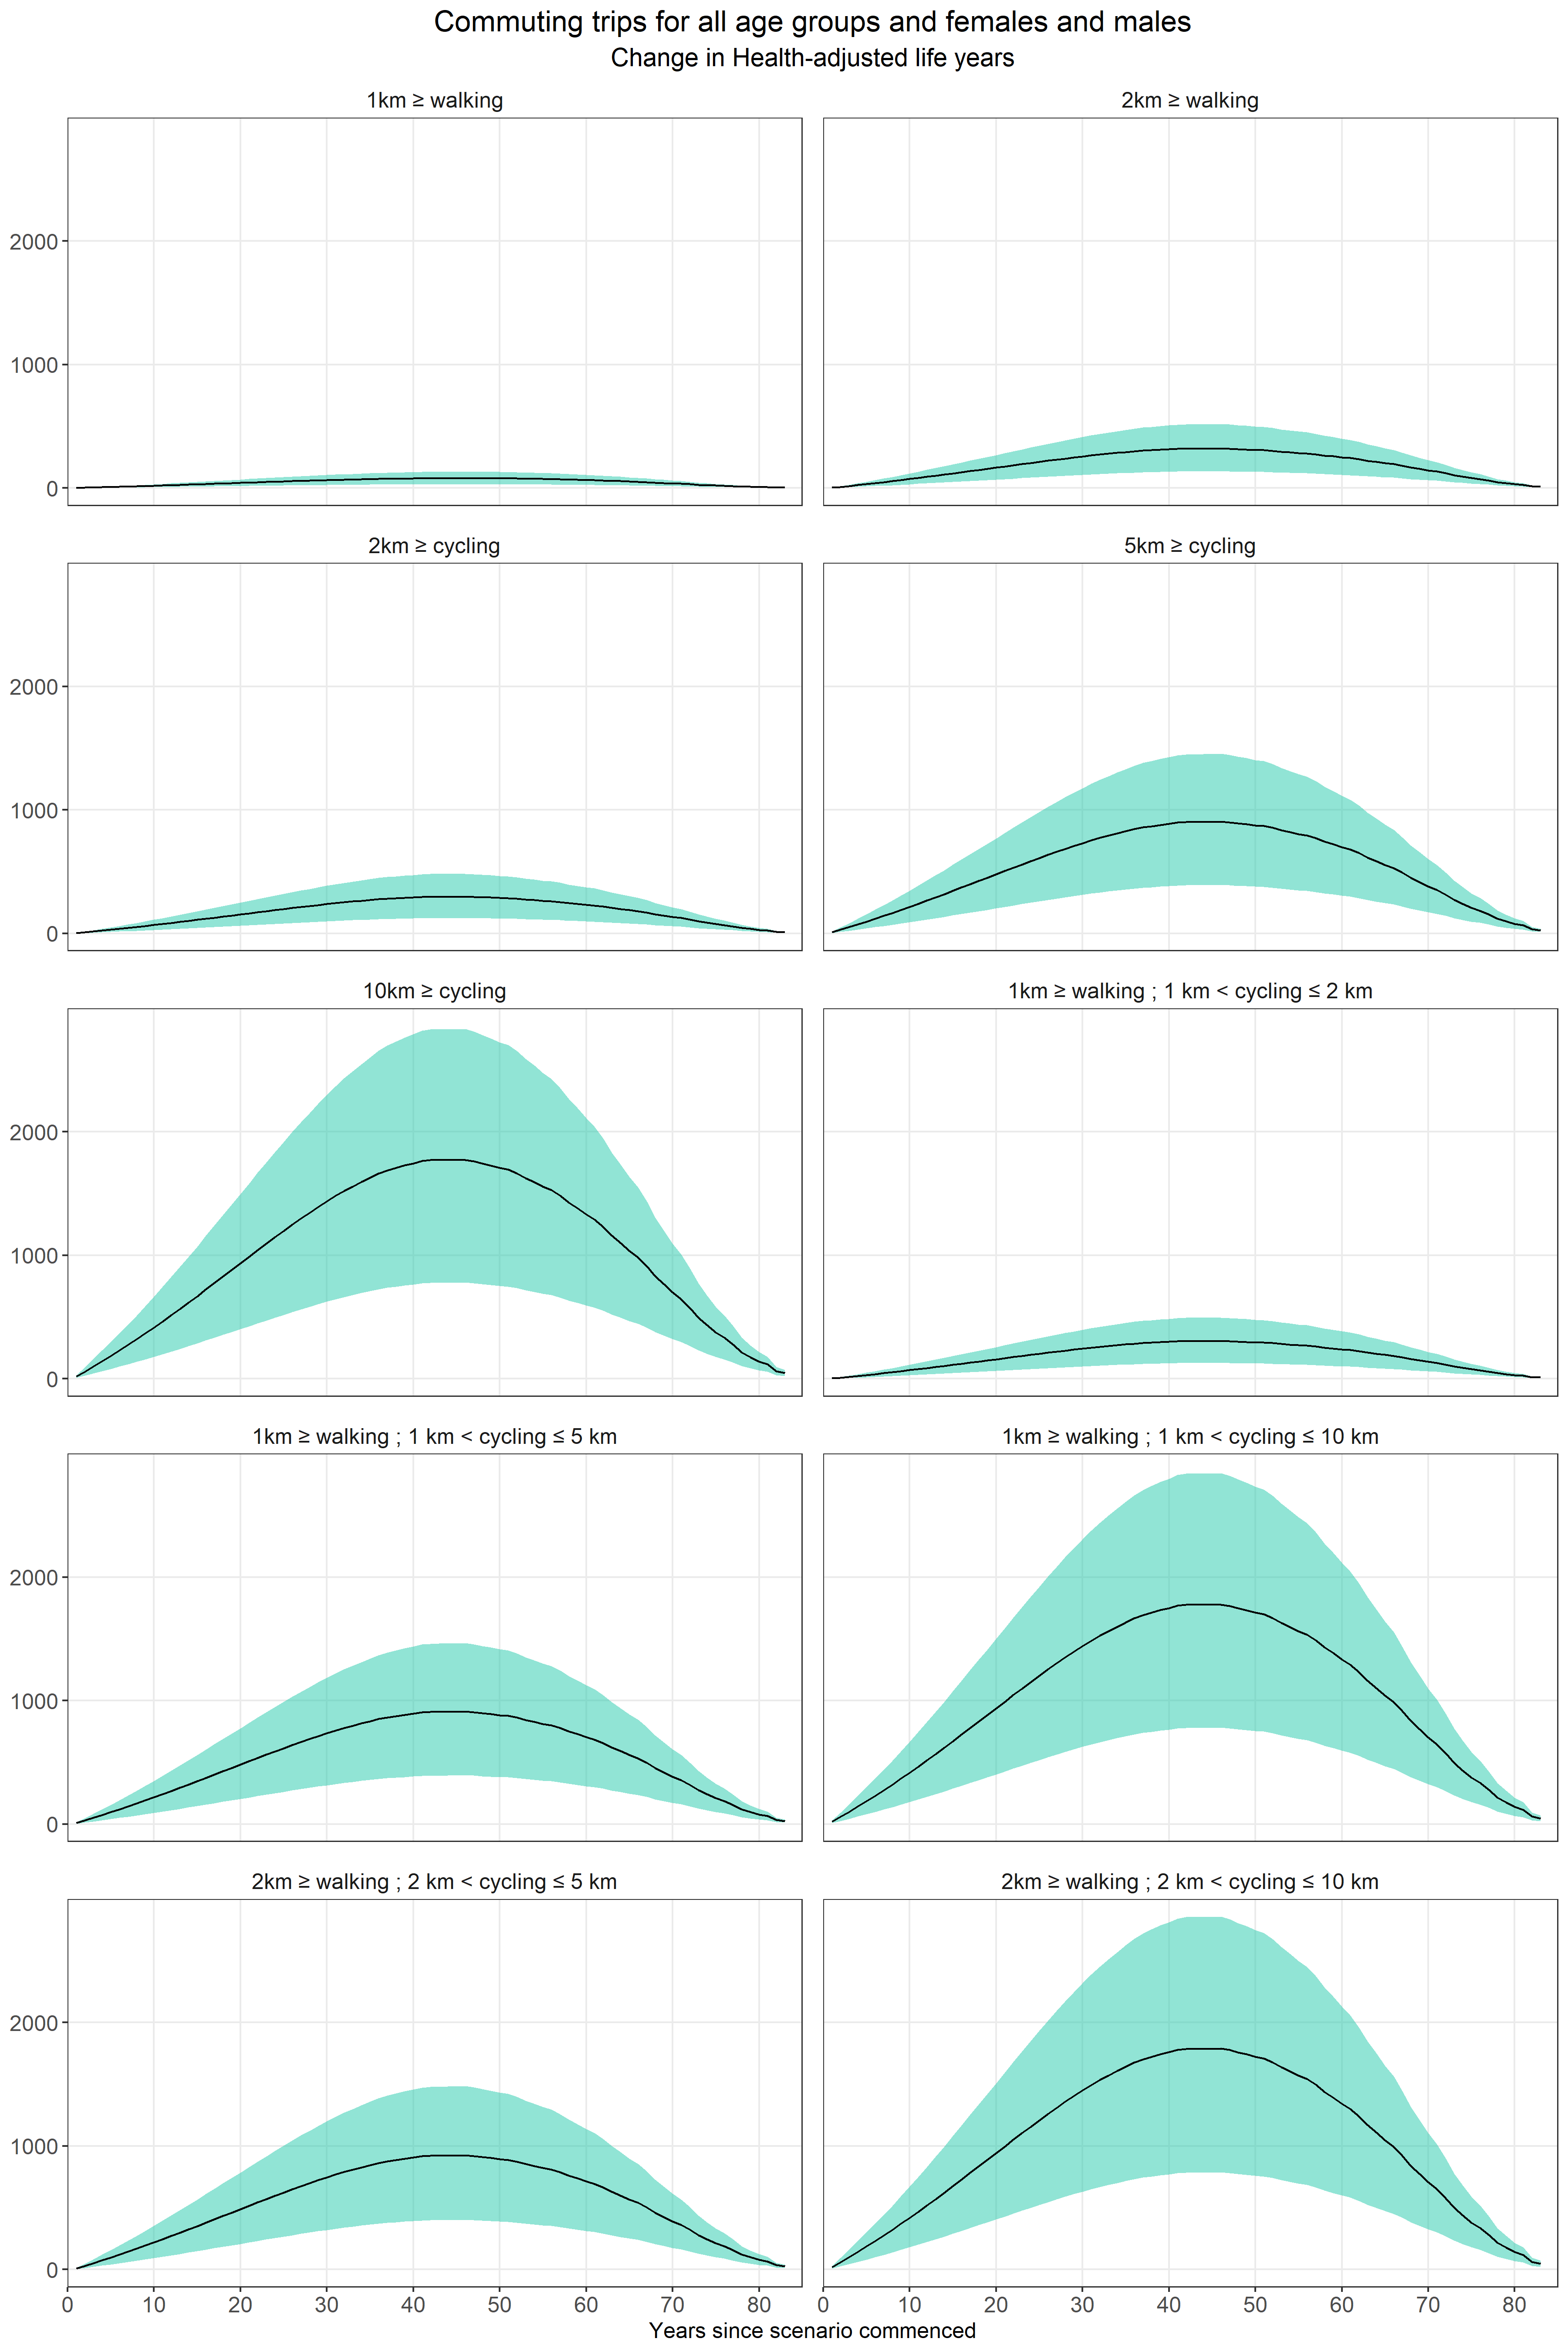 Commuting trips for all age groups and females and males
Change in Health-adjusted life years
1km ≥ walking
2km ≥ walking
2000
1000
0
2km ≥ cycling
5km ≥ cycling
2000
1000
0
10km ≥ cycling
1km ≥ walking ; 1 km < cycling ≤ 2 km
2000
1000
0
1km ≥ walking ; 1 km < cycling ≤ 5 km
1km ≥ walking ; 1 km < cycling ≤ 10 km
2000
1000
0
2km ≥ walking ; 2 km < cycling ≤ 5 km
2km ≥ walking ; 2 km < cycling ≤ 10 km
2000
1000
0
0 10 20 30 40 50 60 70 80
0 10 20 30 40 50 60 70 80
Years since scenario commenced